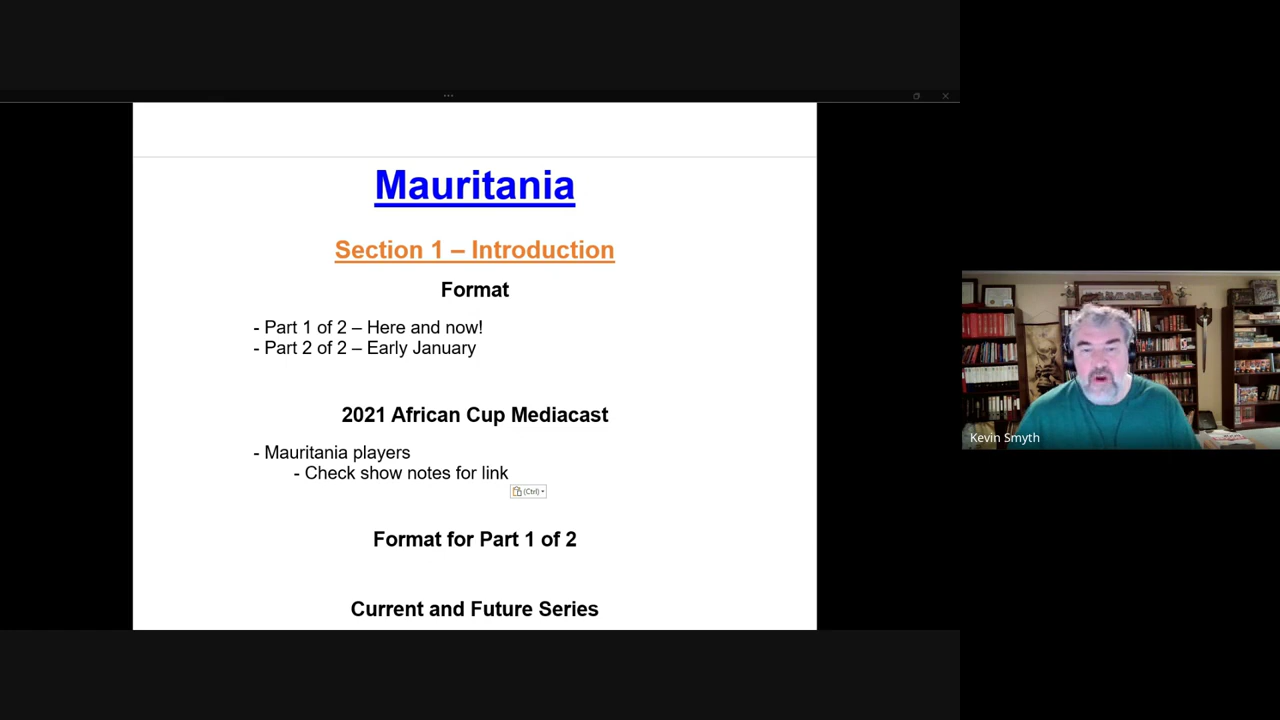 Mauritania
Section 1 – Introduction
Format
- Part 1 of 2 – Here and now!
- Part 2 of 2 – Early January
2021 African Cup Mediacast
- Mauritania players
- Check show notes for link
(Ctrl)
Format for Part 1 of 2
Current and Future Series
Kevin Smyth